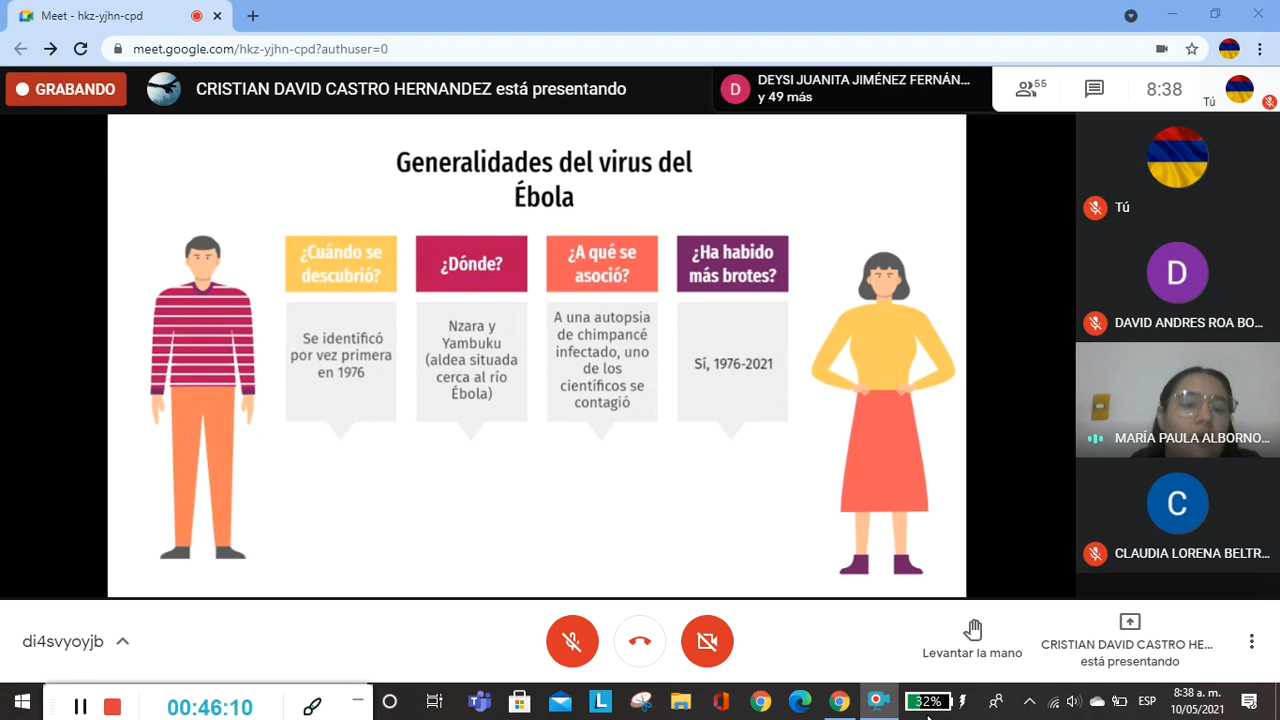 Meet - hkz-yjhn-cpd
meet.google.com/hkz-yjhn-cpd?authuser=0
GRABANDO
CRISTIAN DAVID CASTRO HERNANDEZ está presentando
D
DEYSI JUANITA JIMÉNEZ FERNÁN...
y 49 más
55
8:38
Tú
Generalidades del virus del
Ébola
¿Cuándo se
descubrió?
Se identificó
por vez primera
en 1976
¿Dónde?
Nzara y
Yambuku
(aldea situada
cerca al río
Ébola)
¿A qué se
asoció?
A una autopsia
de chimpancé
infectado, uno
de los
científicos se
contagió
¿Ha habido
más brotes?
Sí, 1976-2021
Tú
D
DAVID ANDRES ROA BO...
MARÍA PAULA ALBORNO...
C
CLAUDIA LORENA BELTR...
di4svyoyjb
Levantar la mano
CRISTIAN DAVID CASTRO HE...
está presentando
00:46:10
L
32%
ESP
8:38 a. m.
10/05/2021